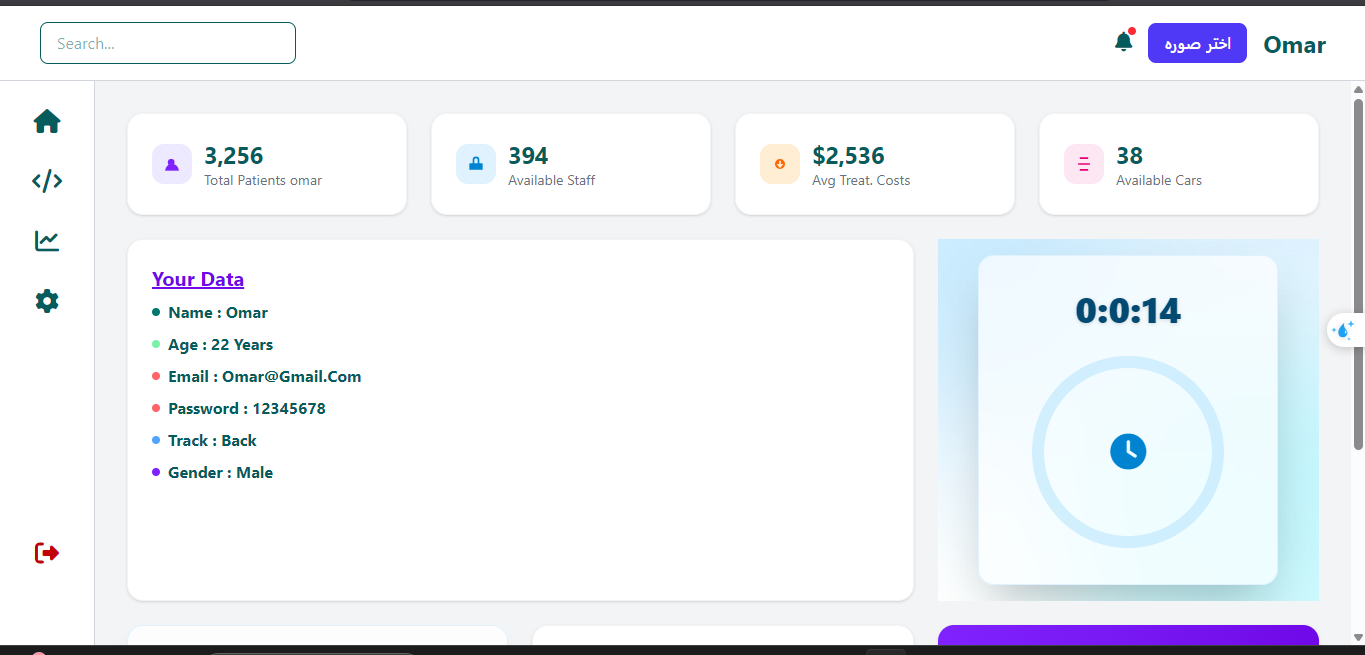 Search...
اختر صوره
Omar
3,256
Total Patients omar
394
Available Staff
$2,536
Avg Treat. Costs
38
Available Cars
Your Data
Name : Omar
Age : 22 Years
Email : Omar@Gmail.Com
Password : 12345678
Track : Back
Gender : Male
0:0:14